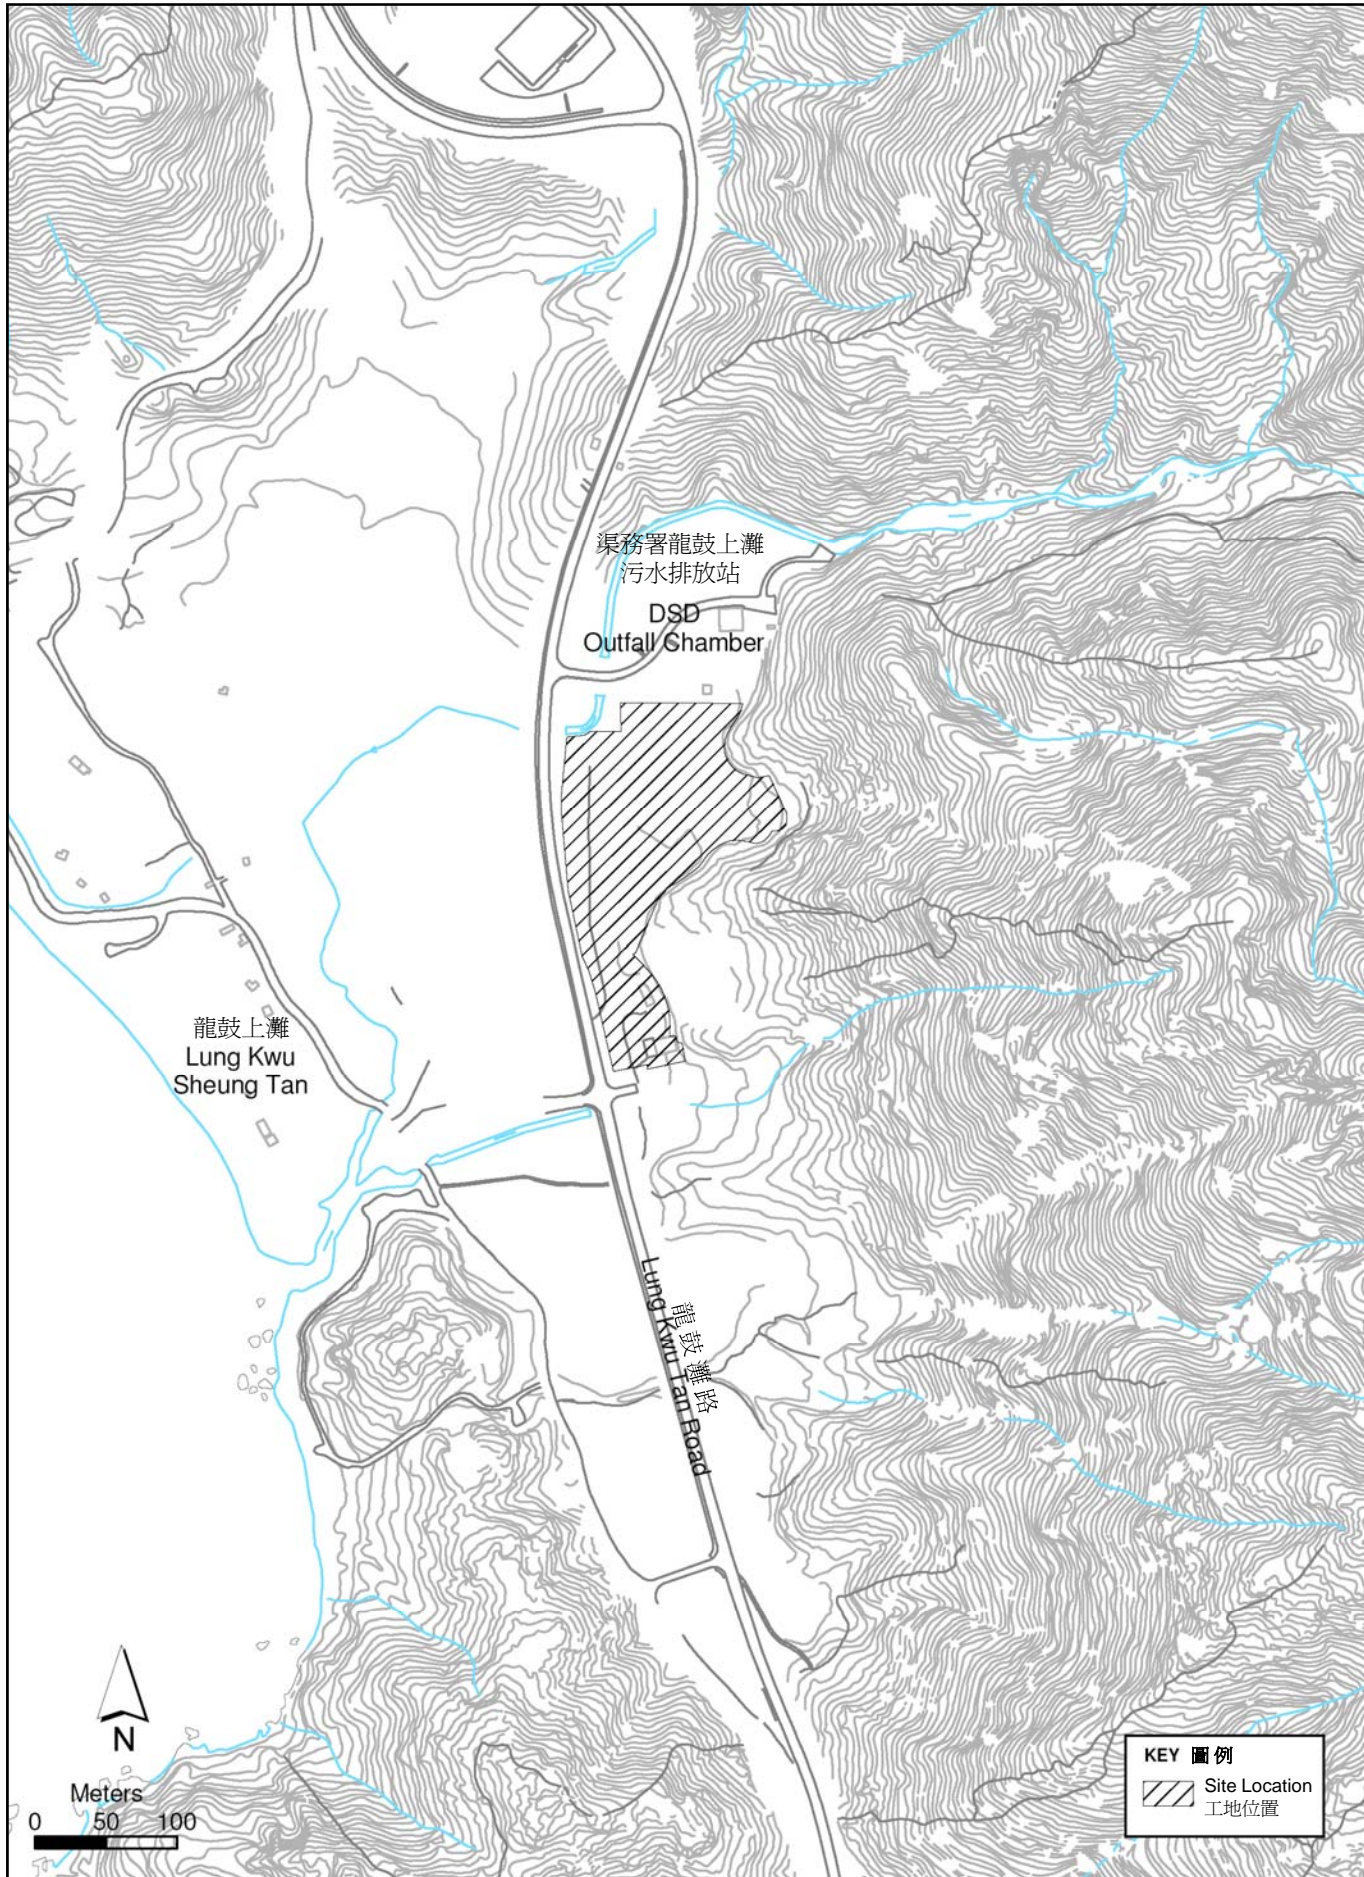 渠務署龍鼓上灘
污水排放站
DSD
Outfall Chamber
龍鼓上灘
Lung Kwu
Sheung Tan
龍鼓灘路
Lung Kwu Tan Road
N
Meters
0 50 100
KEY 圖例
Site Location
工地位置